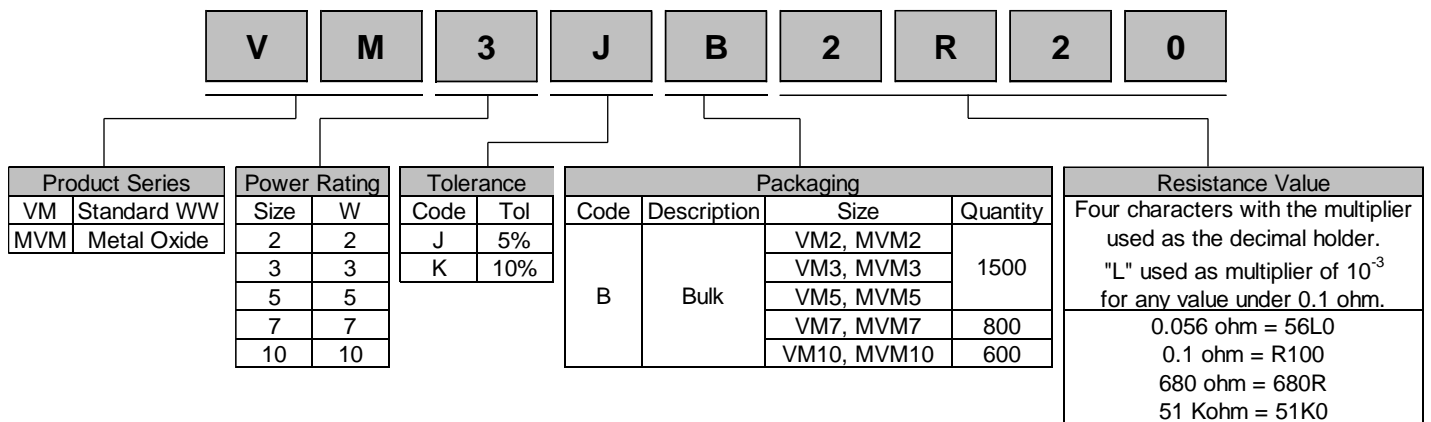 V M 3 J B 2 R 2 0
Product Series
VM Standard WW
MVM Metal Oxide
Power Rating
Size W
2 2
3 3
5 5
7 7
10 10
Tolerance
Code Tol
J 5%
K 10%
Packaging
Code Description Size Quantity
B Bulk
VM2, MVM2
VM3, MVM3
VM5, MVM5
1500
VM7, MVM7 800
VM10, MVM10 600
Resistance Value
Four characters with the multiplier
used as the decimal holder.
"L" used as multiplier of 10⁻³
for any value under 0.1 ohm.
0.056 ohm = 56L0
0.1 ohm = R100
680 ohm = 680R
51 Kohm = 51K0